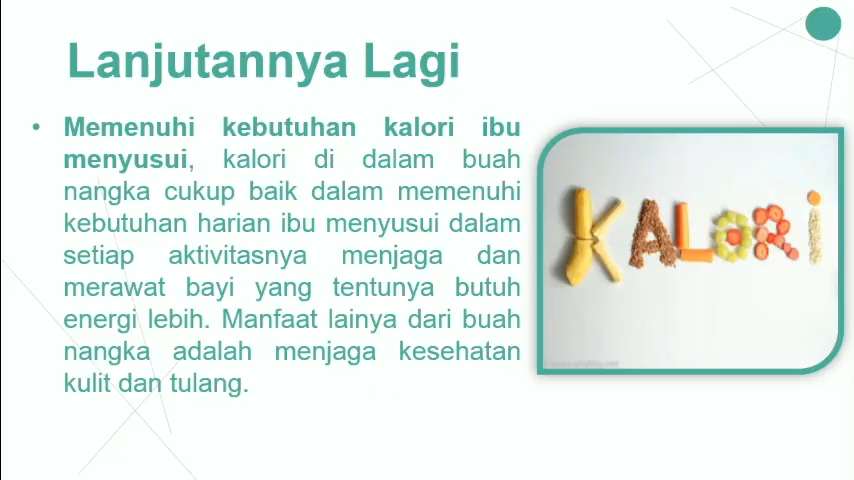 Lanjutannya Lagi
• Memenuhi kebutuhan kalori ibu
menyusui, kalori di dalam buah
nangka cukup baik dalam memenuhi
kebutuhan harian ibu menyusui dalam
setiap aktivitasnya menjaga dan
merawat bayi yang tentunya butuh
energi lebih. Manfaat lainya dari buah
nangka adalah menjaga kesehatan
kulit dan tulang.
KALORi